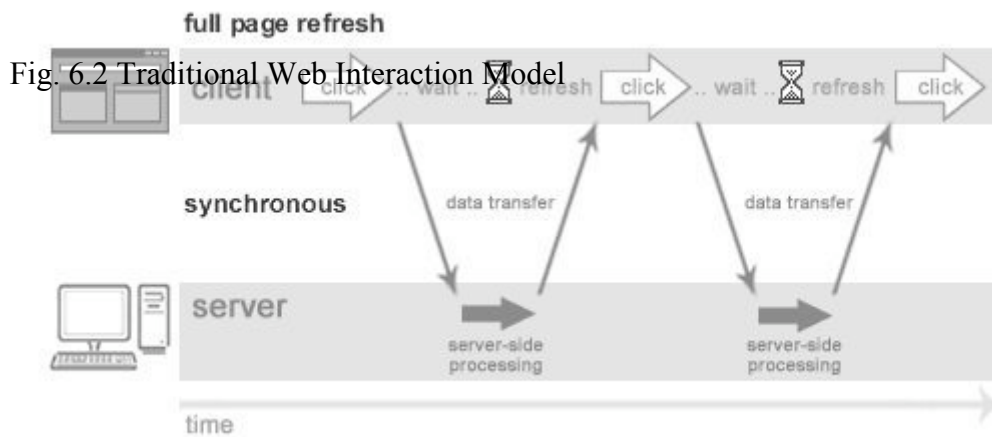 full page refresh
Fig. 6.2 Traditional Web Interaction Model
client click .. wait .. refresh click .. wait .. refresh click
synchronous data transfer data transfer
server
server-side server-side
processing processing
time